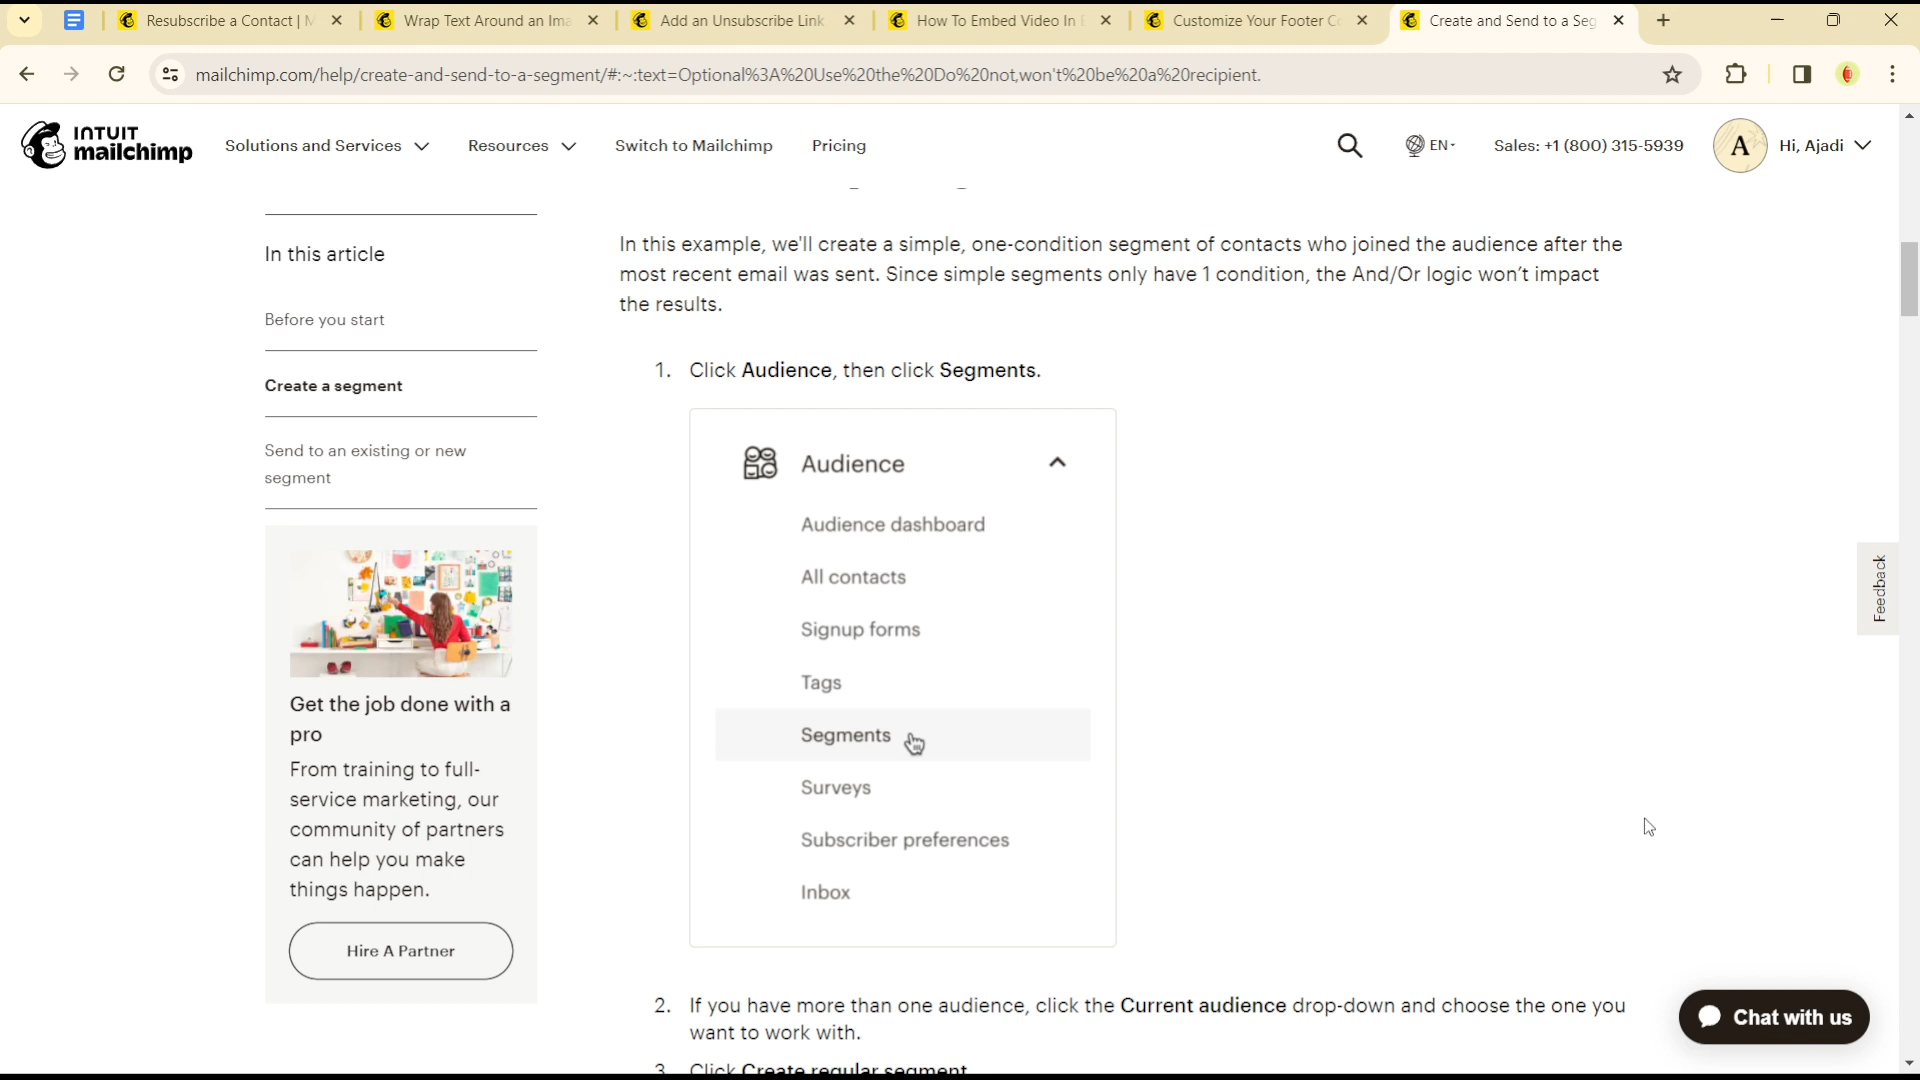 Resubscribe a Contact | M
Wrap Text Around an Ima
Add an Unsubscribe Link
How To Embed Video In E
Customize Your Footer Co
Create and Send to a Seg
mailchimp.com/help/create-and-send-to-a-segment/#:~:text=Optional%3A%20Use%20the%20Do%20not,won't%20be%20a%20recipient.
INTUIT
mailchimp
Solutions and Services
Resources
Switch to Mailchimp
Pricing
EN
Sales: +1 (800) 315-5939
A
Hi, Ajadi
In this article
Before you start
Create a segment
Send to an existing or new
segment
Get the job done with a
pro
From training to full-
service marketing, our
community of partners
can help you make
things happen.
Hire A Partner
In this example, we'll create a simple, one-condition segment of contacts who joined the audience after the
most recent email was sent. Since simple segments only have 1 condition, the And/Or logic won't impact
the results.
1. Click Audience, then click Segments.
Audience
Audience dashboard
All contacts
Signup forms
Tags
Segments
Surveys
Subscriber preferences
Inbox
2. If you have more than one audience, click the Current audience drop-down and choose the one you
want to work with.
3. Click Create regular segment
Feedback
Chat with us